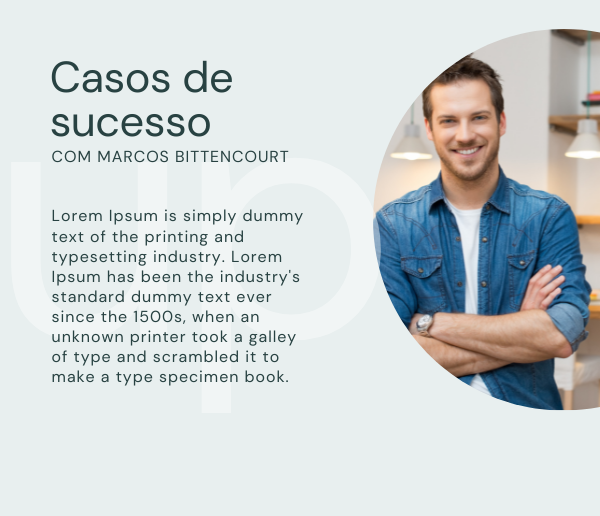 Casos de
sucesso
COM MARCOS BITTENCOURT
up
Lorem Ipsum is simply dummy
text of the printing and
typesetting industry. Lorem
Ipsum has been the industry's
standard dummy text ever
since the 1500s, when an
unknown printer took a galley
of type and scrambled it to
make a type specimen book.